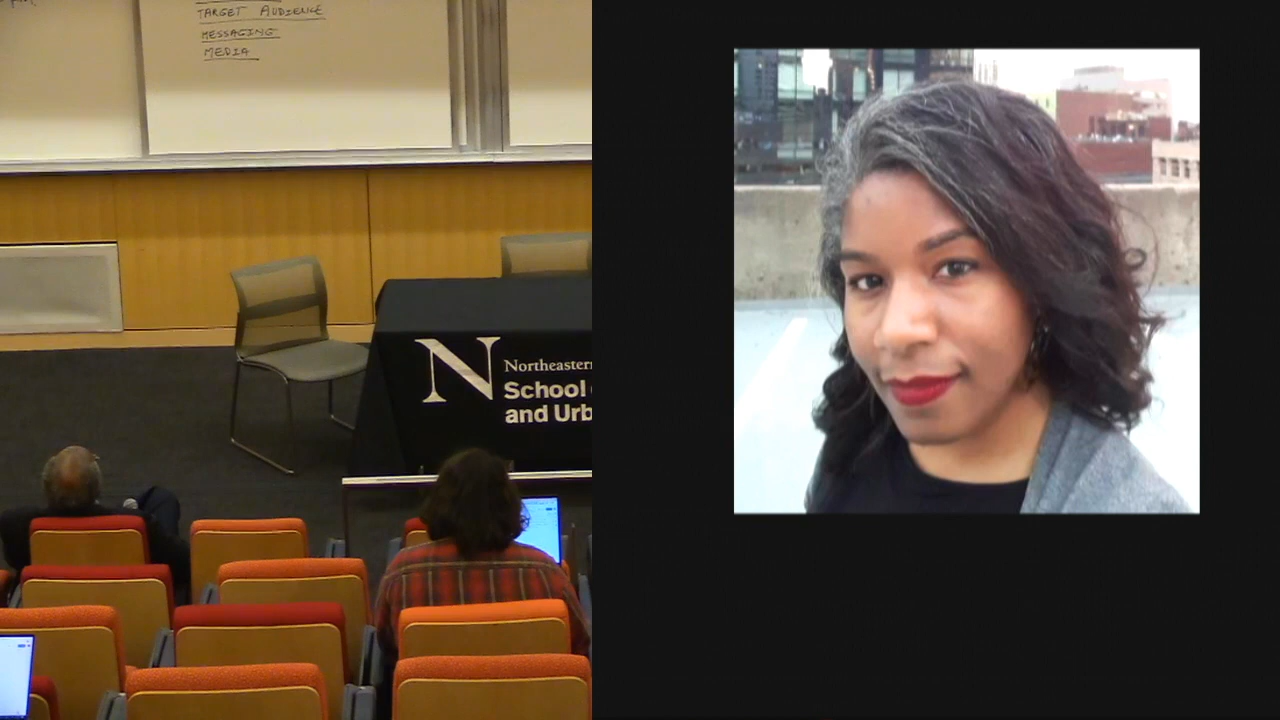 TARGET AUDIENCE
MESSAGING
MEDIA
N
Northeastern
School
and Urb